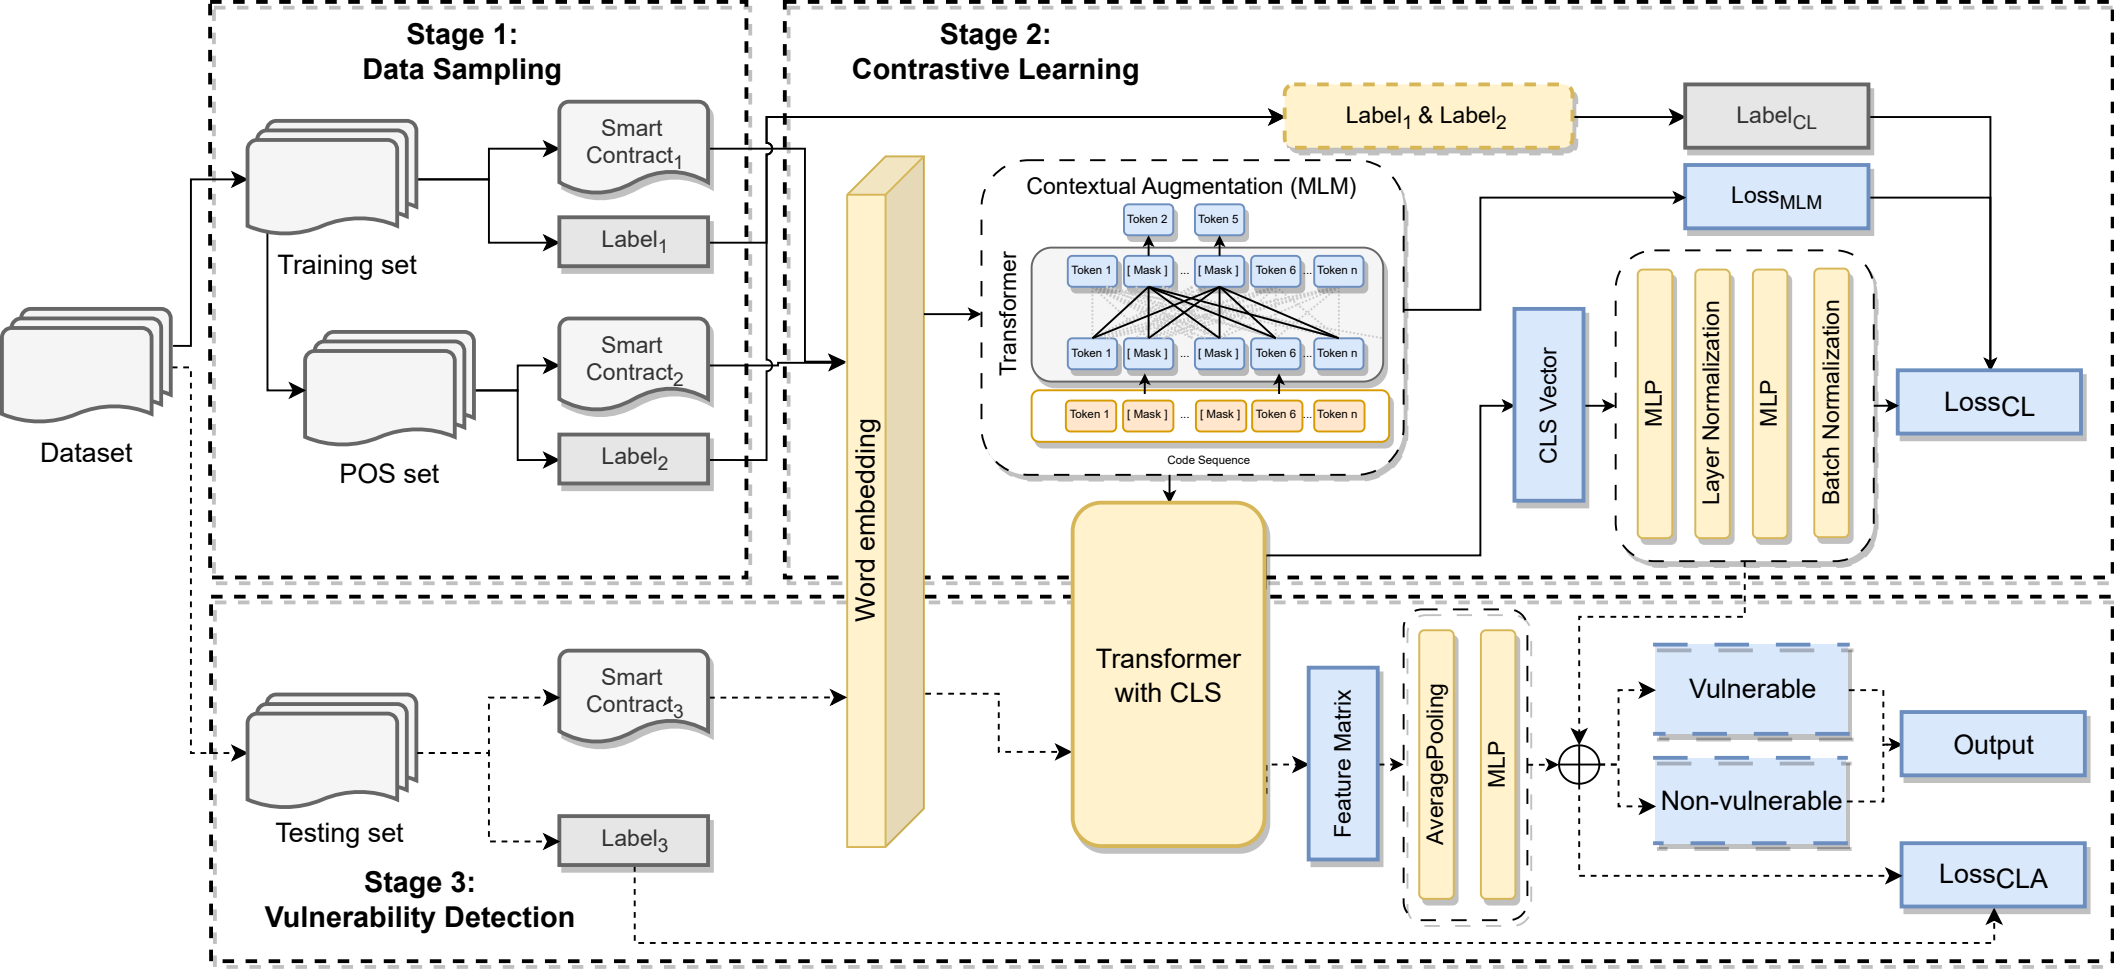 Stage 1:
Data Sampling
Smart
Contract1
Label1
Training set
Smart
Contract2
Label2
POS set
Dataset
Stage 2:
Contrastive Learning
Label1 & Label2
LabelCL
LossMLM
Contextual Augmentation (MLM)
Token 2
Token 5
Transformer
Token 1
[ Mask ]
...
[ Mask ]
Token 6
...
Token n
Token 1
[ Mask ]
...
[ Mask ]
Token 6
...
Token n
Token 1
[ Mask ]
...
[ Mask ]
Token 6
...
Token n
Code Sequence
Word embedding
CLS Vector
MLP
Layer Normalization
MLP
Batch Normalization
LossCL
Transformer
with CLS
Smart
Contract3
Testing set
Label3
Stage 3:
Vulnerability Detection
Feature Matrix
AveragePooling
MLP
Vulnerable
Non-vulnerable
Output
LossCLA